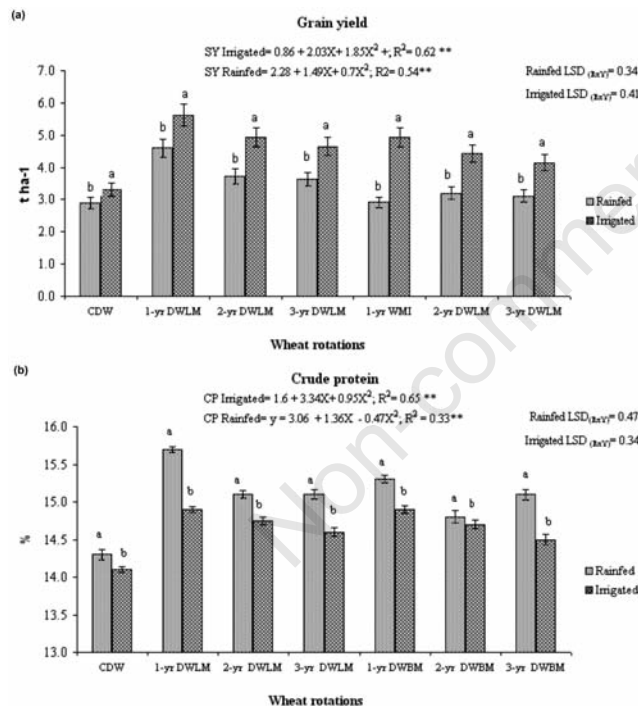 (a)
Grain yield
SY Irrigated= 0.86 + 2.03X+ 1.85X² +; R²= 0.62 **
SY Rainfed= 2.28 + 1.49X+ 0.7X²; R2= 0.54**
Rainfed LSD (RxY)= 0.34
Irrigated LSD (RxY)= 0.41
7.0
6.0
5.0
4.0
3.0
2.0
1.0
0.0
t ha-1
b a b a b a b a b a b a b a
Rainfed
Irrigated
CDW 1-yr DWLM 2-yr DWLM 3-yr DWLM 1-yr WMI 2-yr DWLM 3-yr DWLM
Wheat rotations
(b)
Crude protein
CP Irrigated= 1.6 + 3.34X+ 0.95X²; R²= 0.65 **
CP Rainfed= y = 3.06 + 1.36X - 0.47X²; R² = 0.33**
Rainfed LSD(RxY)= 0.47
Irrigated LSD (RxY)= 0.34
16.0
15.5
15.0
14.5
14.0
13.5
13.0
%
a b a b a b a b a b a b a b
Rainfed
Irrigated
CDW 1-yr DWLM 2-yr DWLM 3-yr DWLM 1-yr DWBM 2-yr DWBM 3-yr DWBM
Wheat rotations
Non-commer